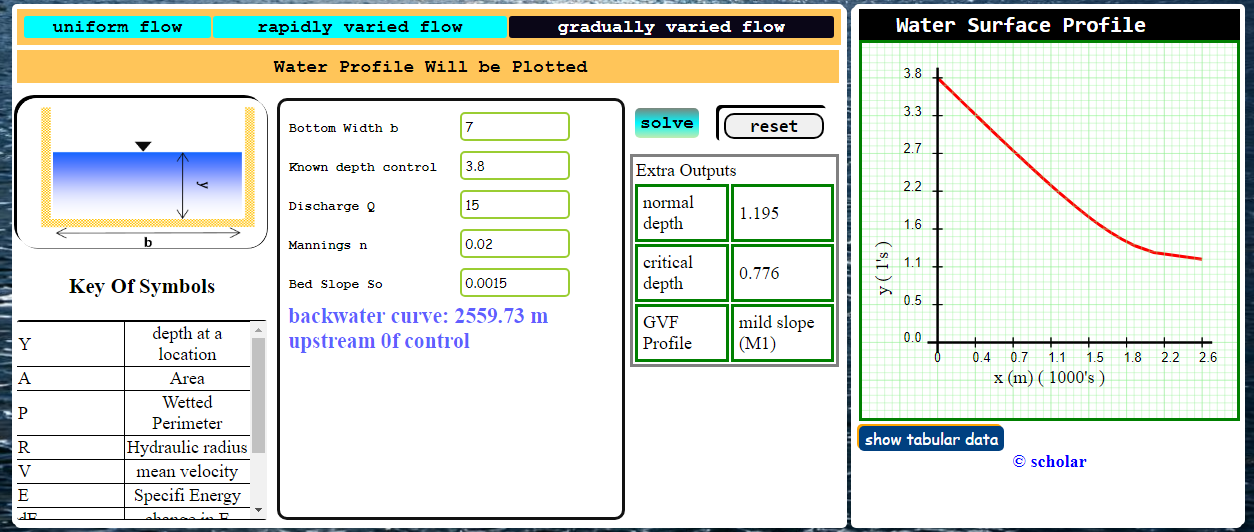 uniform flow
rapidly varied flow
gradually varied flow
Water Profile Will be Plotted
y
b
Key Of Symbols
Y depth at a location
A Area
P Wetted Perimeter
R Hydraulic radius
V mean velocity
E Specifi Energy
dE change in E
Bottom Width b 7
Known depth control 3.8
Discharge Q 15
Mannings n 0.02
Bed Slope So 0.0015
backwater curve: 2559.73 m
upstream 0f control
solve
reset
Extra Outputs
normal depth 1.195
critical depth 0.776
GVF Profile mild slope (M1)
Water Surface Profile
3.8
3.3
2.7
2.2
1.6
1.1
0.5
0.0
y ( 1's )
0 0.4 0.7 1.1 1.5 1.8 2.2 2.6
x (m) ( 1000's )
show tabular data
© scholar